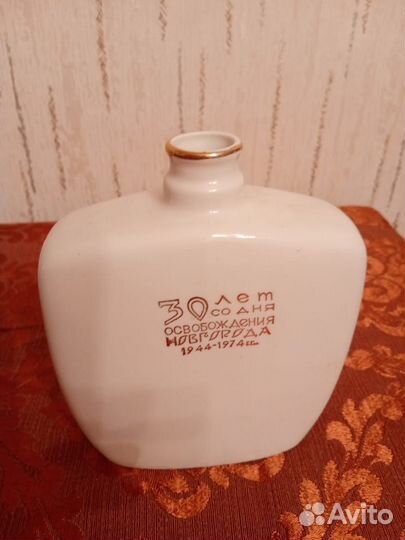 30 лет
со дня
освобождения
Новгорода
1944-1974 гг.
Avito